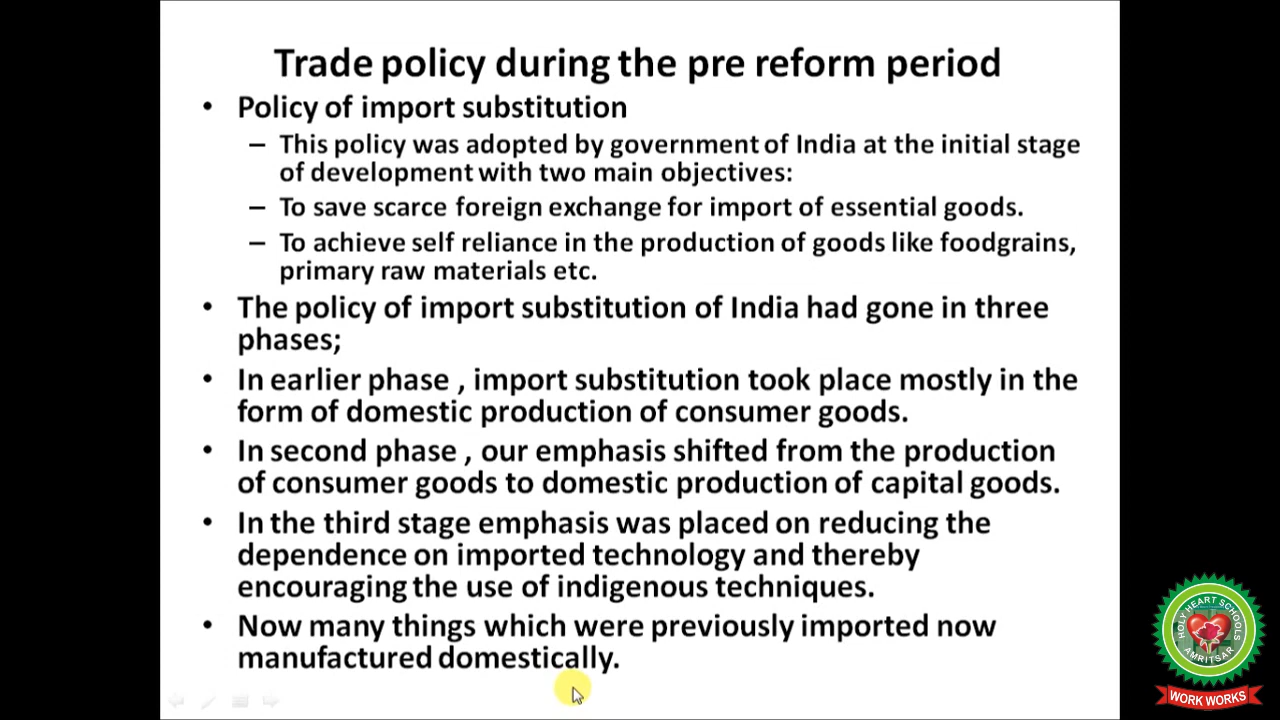 Trade policy during the pre reform period
• Policy of import substitution
– This policy was adopted by government of India at the initial stage
of development with two main objectives:
– To save scarce foreign exchange for import of essential goods.
– To achieve self reliance in the production of goods like foodgrains,
primary raw materials etc.
• The policy of import substitution of India had gone in three
phases;
• In earlier phase , import substitution took place mostly in the
form of domestic production of consumer goods.
• In second phase , our emphasis shifted from the production
of consumer goods to domestic production of capital goods.
• In the third stage emphasis was placed on reducing the
dependence on imported technology and thereby
encouraging the use of indigenous techniques.
• Now many things which were previously imported now
manufactured domestically.
HOLY HEART SCHOOLS
AMRITSAR
WORK WORKS